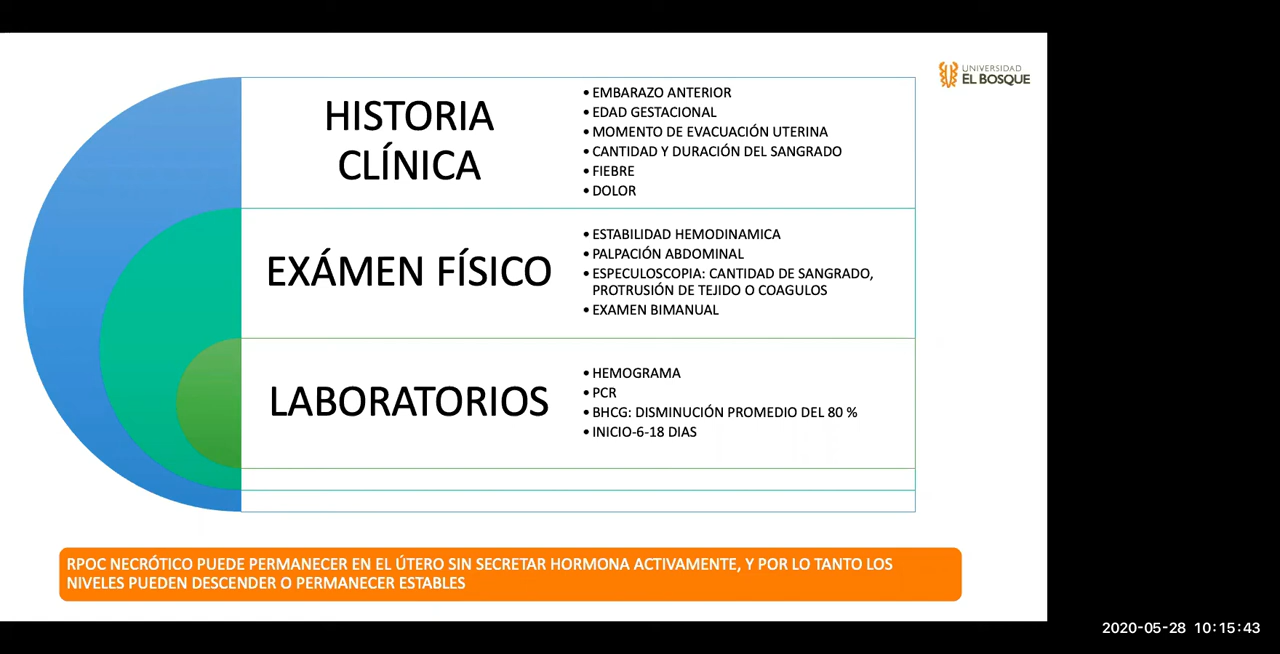 UNIVERSIDAD
EL BOSQUE
HISTORIA
CLÍNICA
• EMBARAZO ANTERIOR
• EDAD GESTACIONAL
• MOMENTO DE EVACUACIÓN UTERINA
• CANTIDAD Y DURACIÓN DEL SANGRADO
• FIEBRE
• DOLOR
EXÁMEN FÍSICO
• ESTABILIDAD HEMODINAMICA
• PALPACIÓN ABDOMINAL
• ESPECULOSCOPIA: CANTIDAD DE SANGRADO,
PROTRUSIÓN DE TEJIDO O COAGULOS
• EXAMEN BIMANUAL
LABORATORIOS
• HEMOGRAMA
• PCR
• BHCG: DISMINUCIÓN PROMEDIO DEL 80 %
• INICIO-6-18 DIAS
RPOC NECRÓTICO PUEDE PERMANECER EN EL ÚTERO SIN SECRETAR HORMONA ACTIVAMENTE, Y POR LO TANTO LOS
NIVELES PUEDEN DESCENDER O PERMANECER ESTABLES
2020-05-28 10:15:43